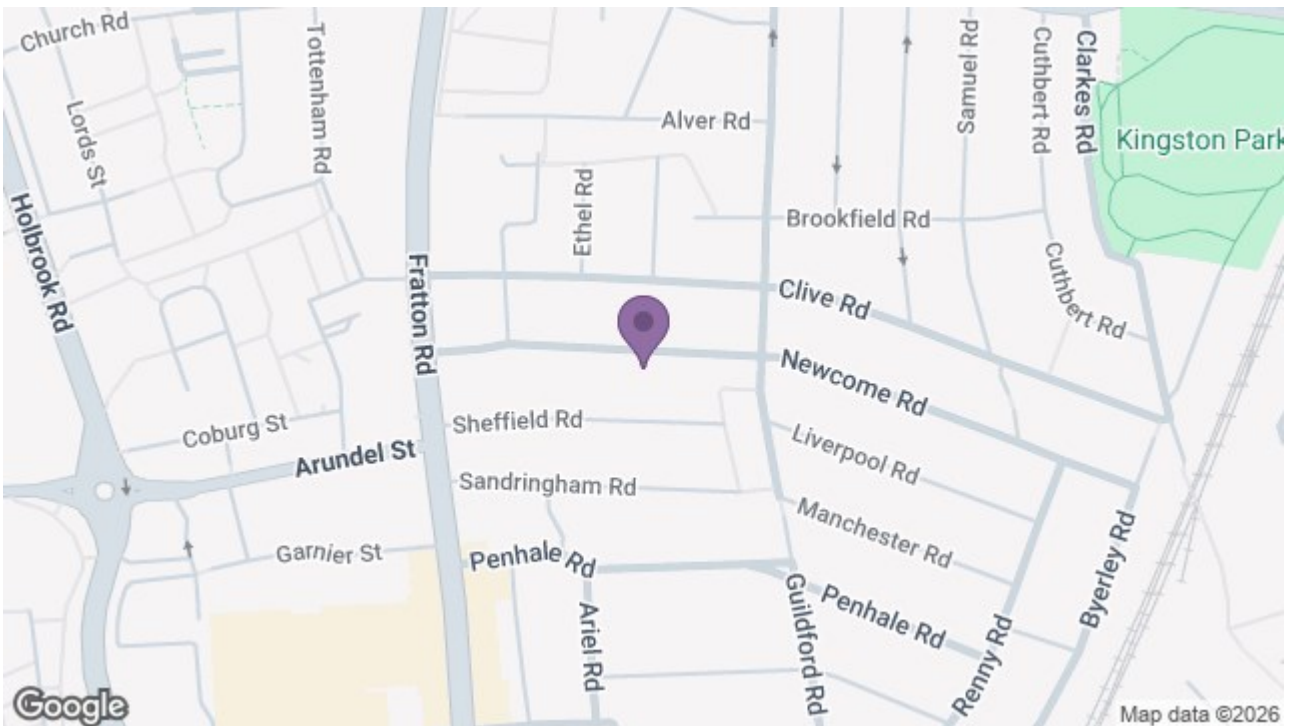 Church Rd
Tottenham Rd
Lords St
Holbrook Rd
Fratton Rd
Alver Rd
Ethel Rd
Samuel Rd
Cuthbert Rd
Clarkes Rd
Kingston Park
Brookfield Rd
Cuthbert Rd
Clive Rd
Newcome Rd
Coburg St
Arundel St
Sheffield Rd
Sandringham Rd
Liverpool Rd
Manchester Rd
Garnier St
Penhale Rd
Ariel Rd
Guildford Rd
Penhale Rd
Renny Rd
Byerley Rd
Google
Map data ©2026